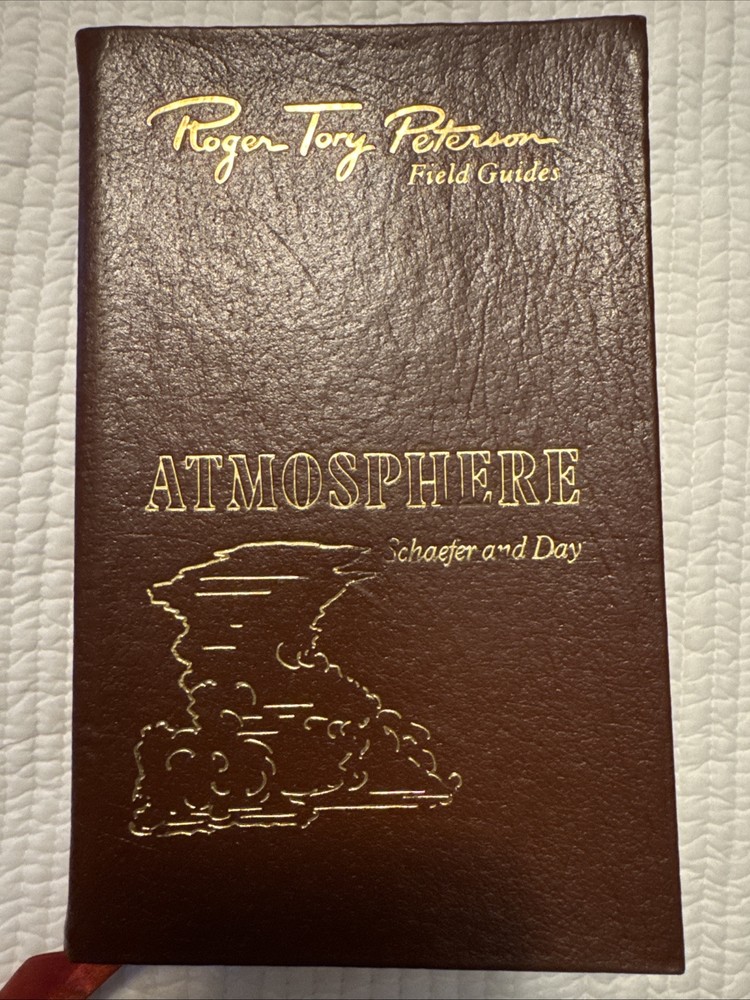 Roger Tory Peterson
Field Guides
ATMOSPHERE
Schaefer and Day